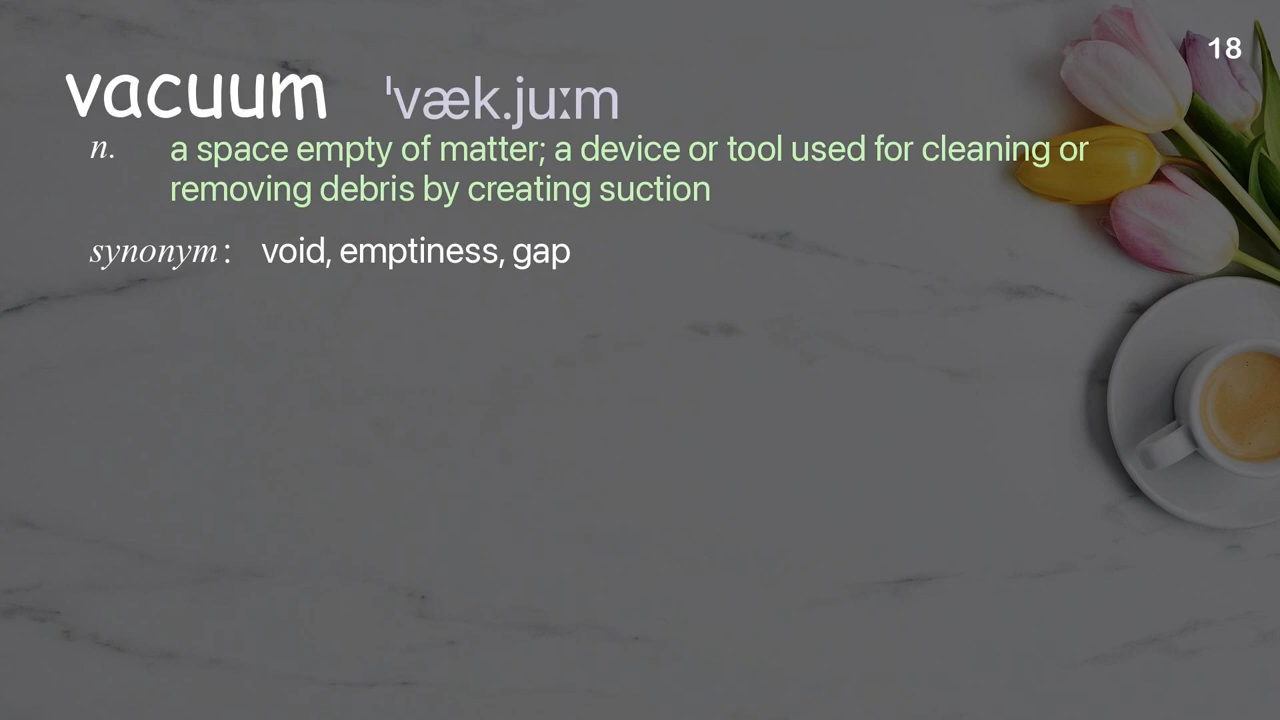 18
vacuum ˈvæk.juːm
n. a space empty of matter; a device or tool used for cleaning or
removing debris by creating suction
synonym: void, emptiness, gap